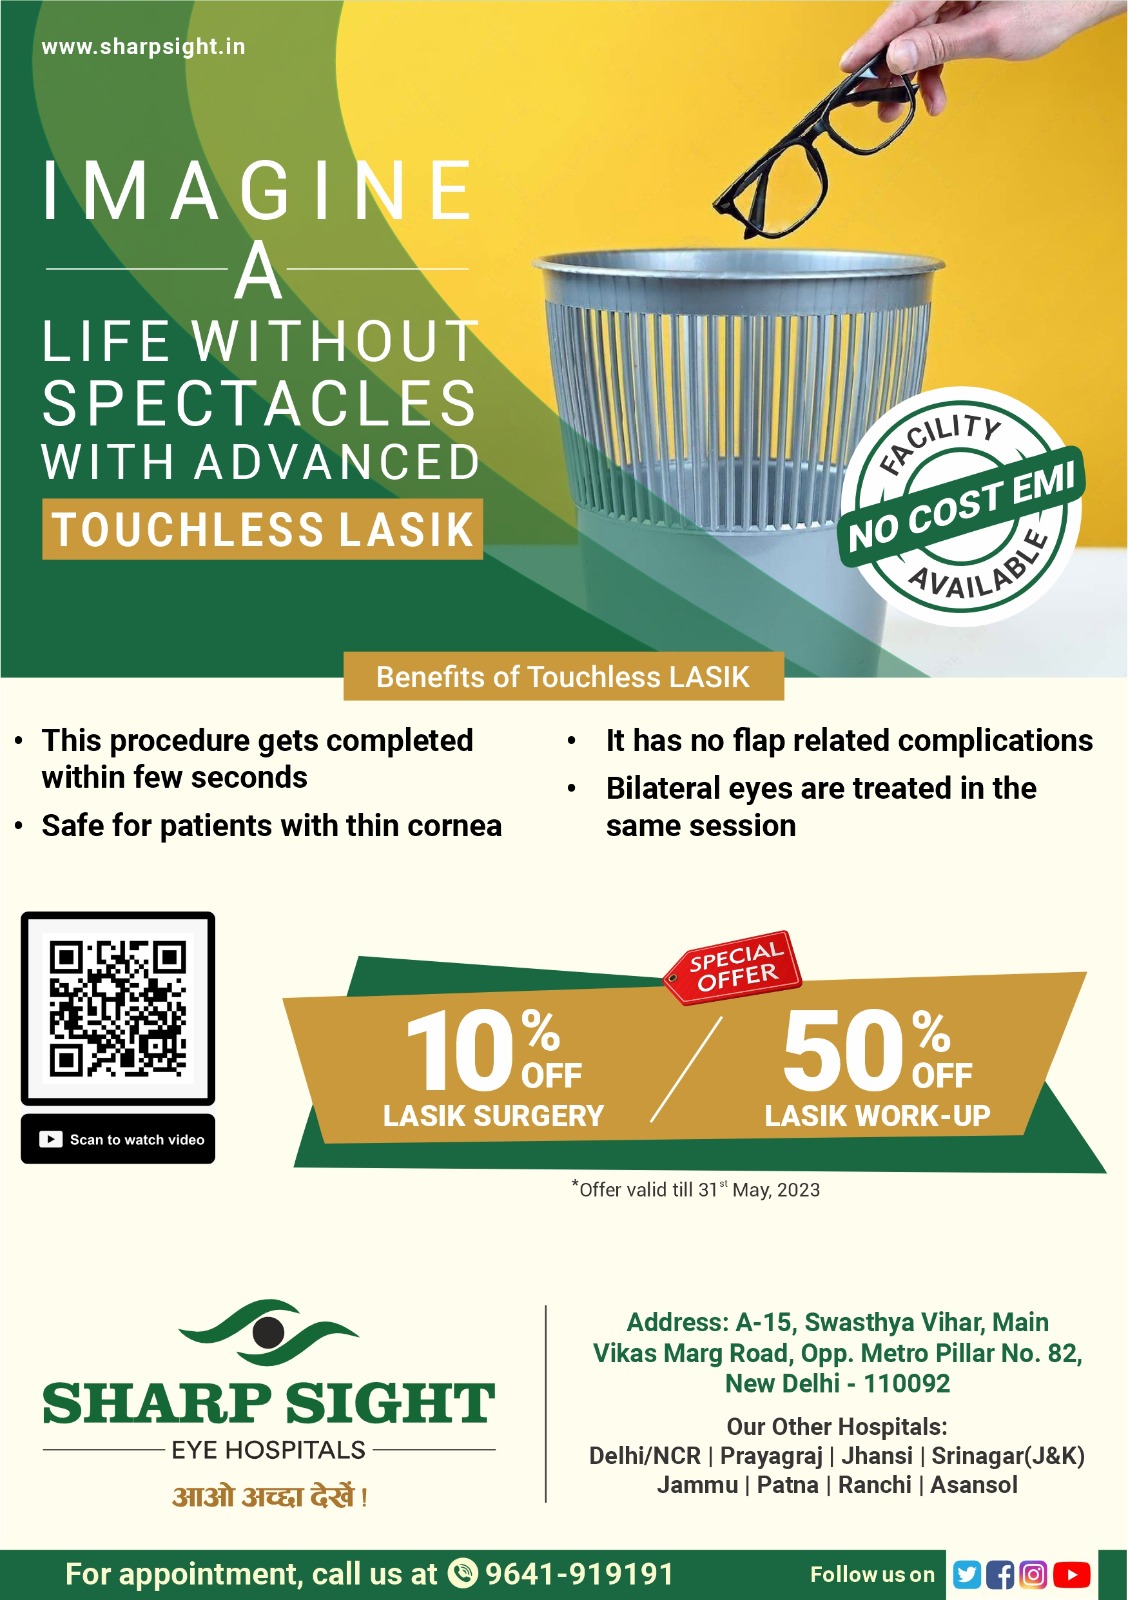 www.sharpsight.in
IMAGINE
A
LIFE WITHOUT
SPECTACLES
WITH ADVANCED
TOUCHLESS LASIK
FACILITY
NO COST EMI
AVAILABLE
Benefits of Touchless LASIK
• This procedure gets completed
within few seconds
• Safe for patients with thin cornea
• It has no flap related complications
• Bilateral eyes are treated in the
same session
Scan to watch video
SPECIAL
OFFER
10% OFF
LASIK SURGERY
50% OFF
LASIK WORK-UP
*Offer valid till 31st May, 2023
SHARP SIGHT
EYE HOSPITALS
आओ अच्छा देखें !
Address: A-15, Swasthya Vihar, Main
Vikas Marg Road, Opp. Metro Pillar No. 82,
New Delhi - 110092
Our Other Hospitals:
Delhi/NCR | Prayagraj | Jhansi | Srinagar(J&K)
Jammu | Patna | Ranchi | Asansol
For appointment, call us at 9641-919191
Follow us on